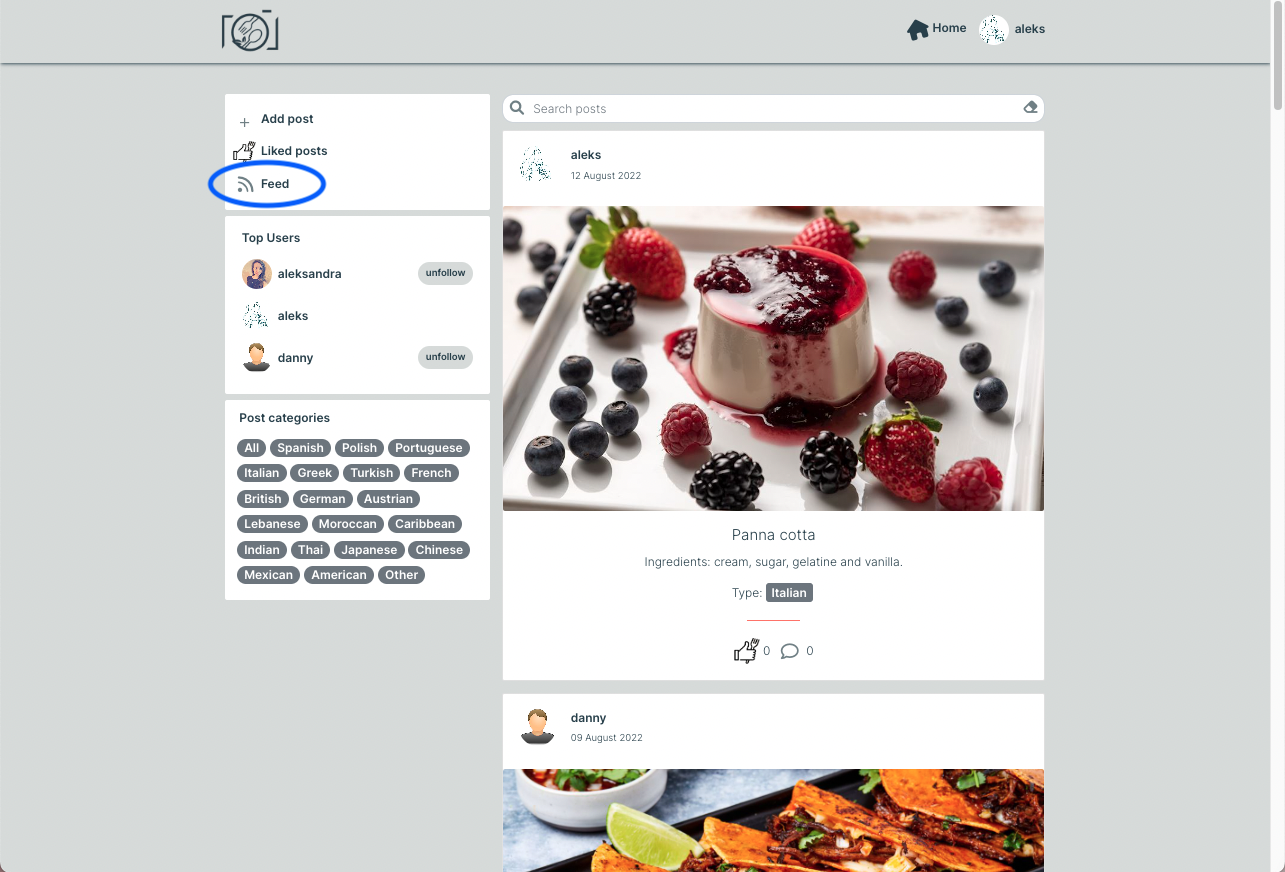 Home
aleks
Add post
Liked posts
Feed
Top Users
aleksandra
unfollow
aleks
danny
unfollow
Post categories
All Spanish Polish Portuguese
Italian Greek Turkish French
British German Austrian
Lebanese Moroccan Caribbean
Indian Thai Japanese Chinese
Mexican American Other
Search posts
aleks
12 August 2022
Panna cotta
Ingredients: cream, sugar, gelatine and vanilla.
Type: Italian
0 0
danny
09 August 2022